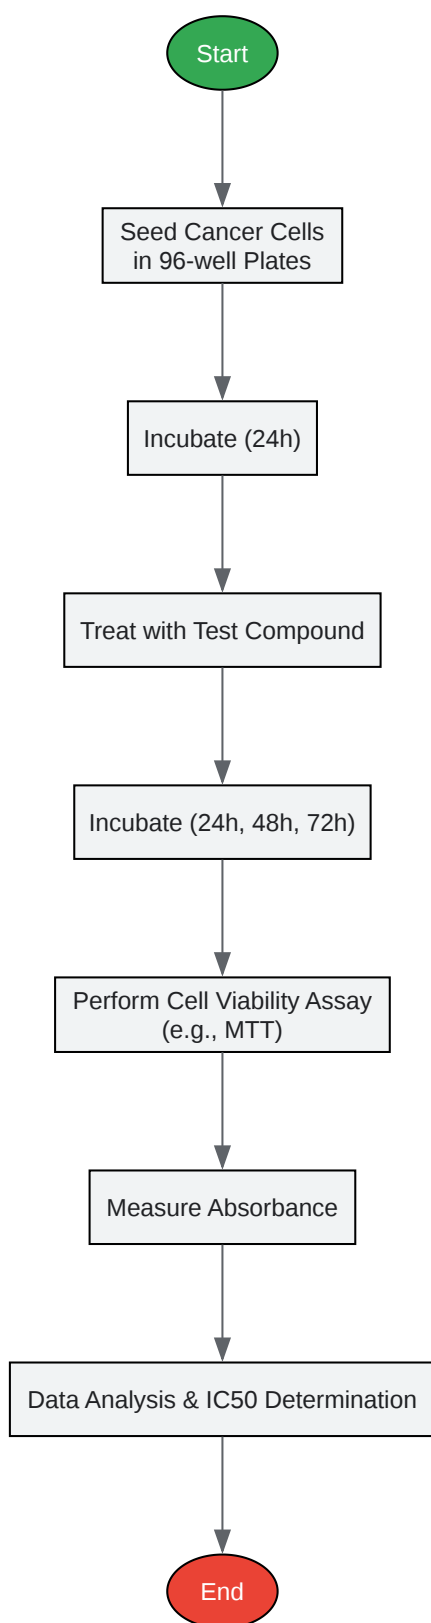 Start
Seed Cancer Cells
in 96-well Plates
Incubate (24h)
Treat with Test Compound
Incubate (24h, 48h, 72h)
Perform Cell Viability Assay
(e.g., MTT)
Measure Absorbance
Data Analysis & IC50 Determination
End